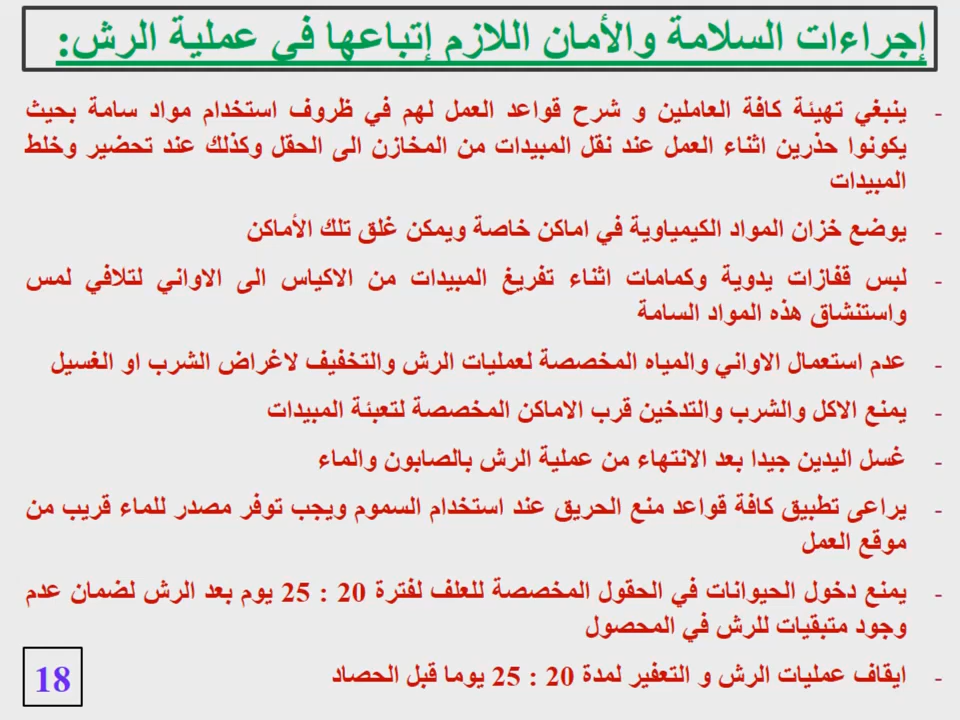 إجراءات السلامة والأمان اللازم إتباعها في عملية الرش:
- ينبغي تهيئة كافة العاملين و شرح قواعد العمل لهم في ظروف استخدام مواد سامة بحيث
يكونوا حذرين اثناء العمل عند نقل المبيدات من المخازن الى الحقل وكذلك عند تحضير وخلط
المبيدات
- يوضع خزان المواد الكيمياوية في اماكن خاصة ويمكن غلق تلك الأماكن
- لبس قفازات يدوية وكمامات اثناء تفريغ المبيدات من الاكياس الى الاواني لتلافي لمس
واستنشاق هذه المواد السامة
- عدم استعمال الاواني والمياه المخصصة لعمليات الرش والتخفيف لاغراض الشرب او الغسيل
- يمنع الاكل والشرب والتدخين قرب الاماكن المخصصة لتعبئة المبيدات
- غسل اليدين جيدا بعد الانتهاء من عملية الرش بالصابون والماء
- يراعى تطبيق كافة قواعد منع الحريق عند استخدام السموم ويجب توفر مصدر للماء قريب من
موقع العمل
- يمنع دخول الحيوانات في الحقول المخصصة للعلف لفترة 20 : 25 يوم بعد الرش لضمان عدم
وجود متبقيات للرش في المحصول
- ايقاف عمليات الرش و التعفير لمدة 20 : 25 يوما قبل الحصاد
18